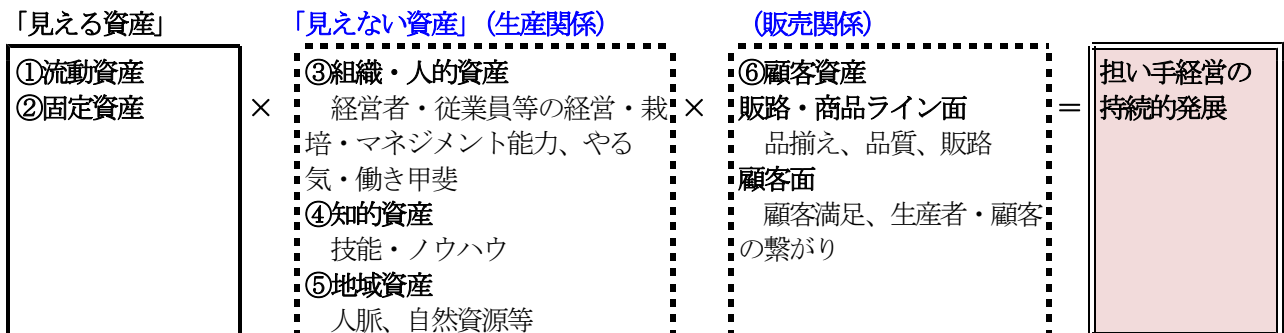 「見える資産」
①流動資産
②固定資産
×
「見えない資産」(生産関係)
③組織・人的資産
経営者・従業員等の経営・栽
培・マネジメント能力、やる
気・働き甲斐
④知的資産
技能・ノウハウ
⑤地域資産
人脈、自然資源等
×
(販売関係)
⑥顧客資産
販路・商品ライン面
品揃え、品質、販路
顧客面
顧客満足、生産者・顧客
の繋がり
=
担い手経営の
持続的発展